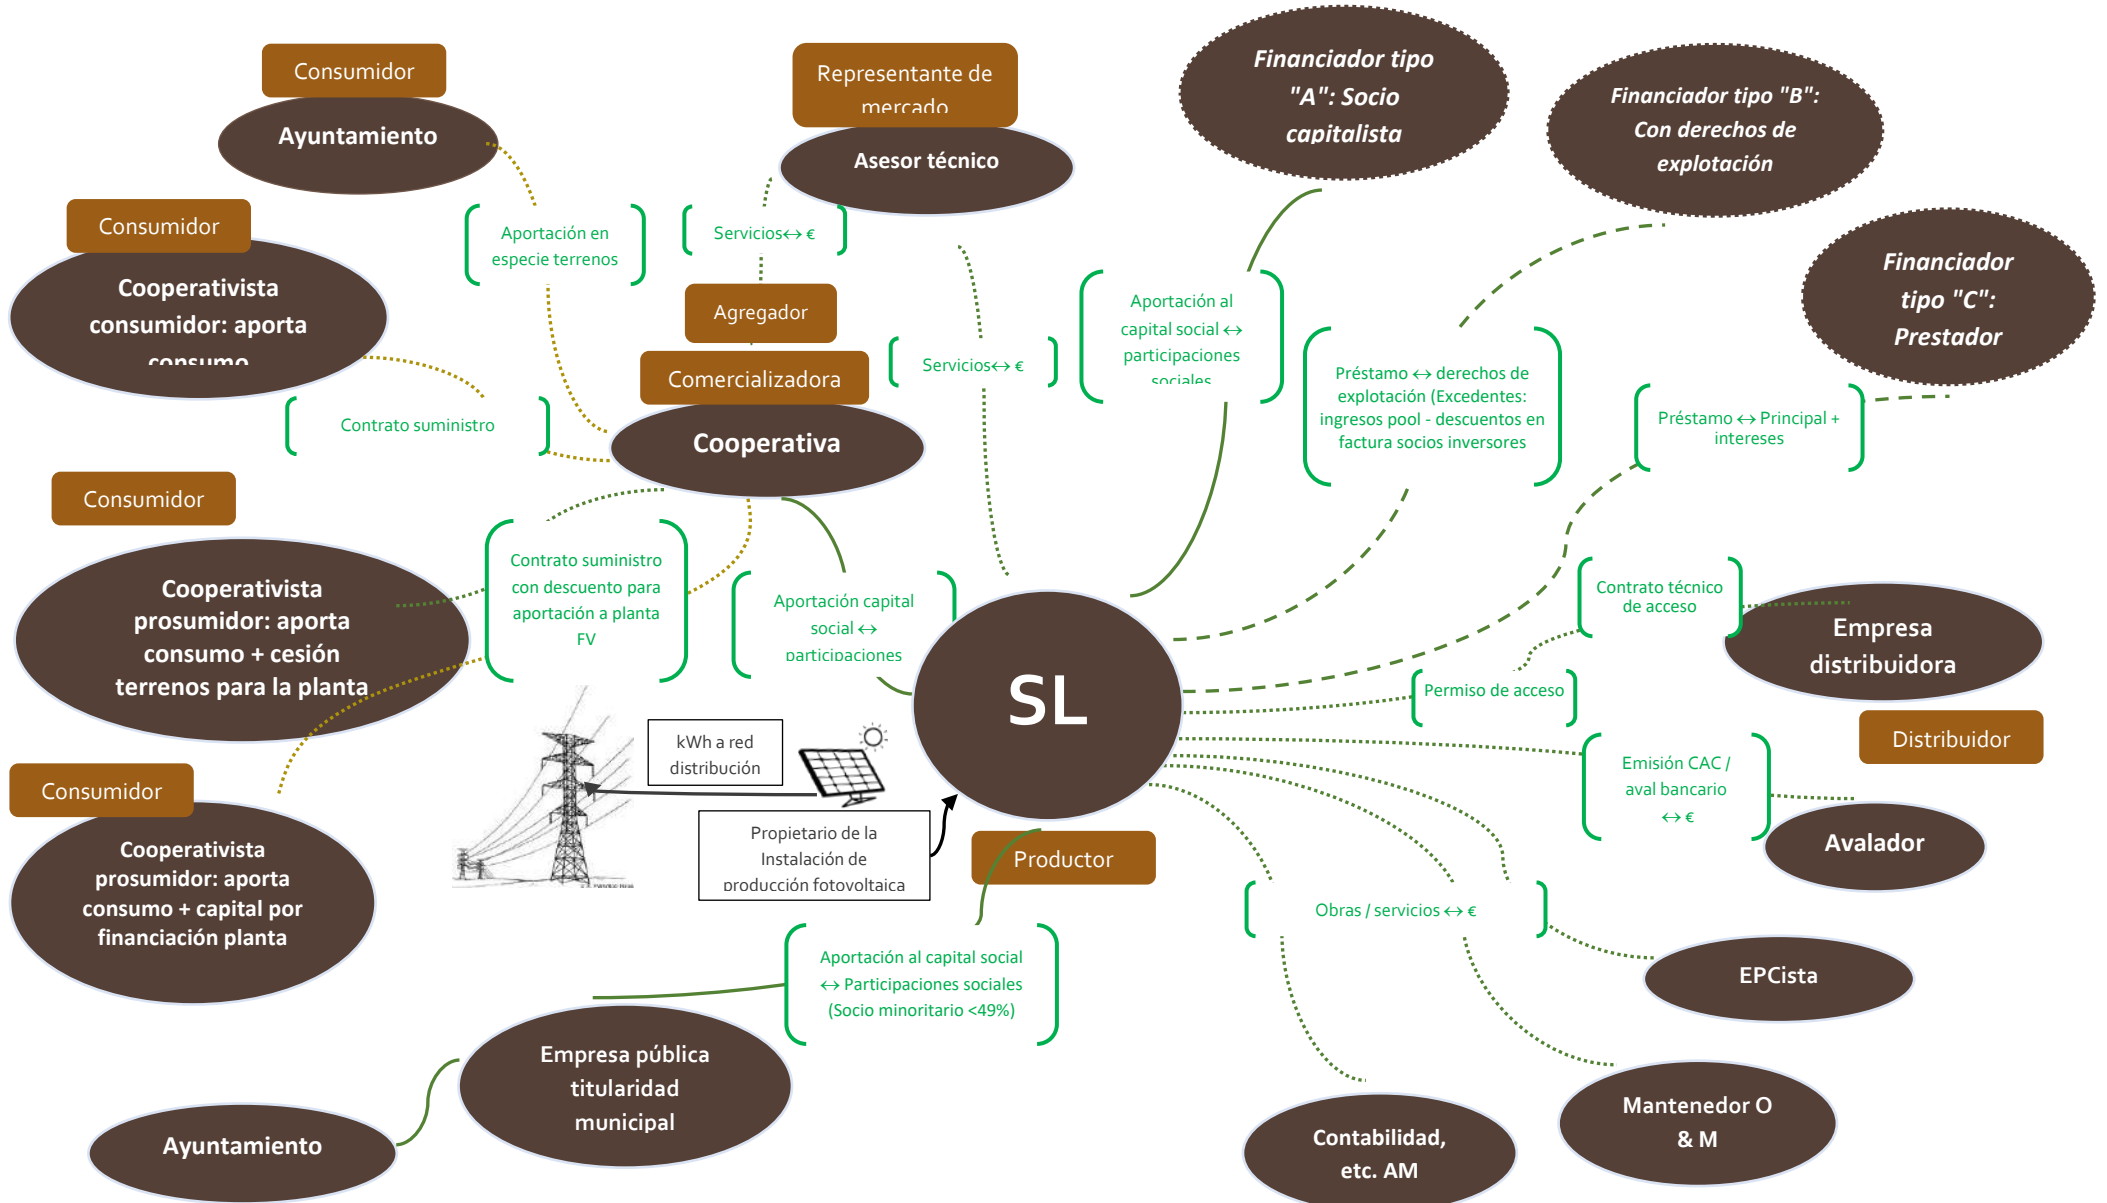 Consumidor
Ayuntamiento
Representante de
mercado
Asesor técnico
Financiador tipo
"A": Socio
capitalista
Financiador tipo "B":
Con derechos de
explotación
Financiador
tipo "C":
Prestador
Consumidor
Cooperativista
consumidor: aporta
consumo
Aportación en
especie terrenos
Servicios↔ €
Agregador
Comercializadora
Cooperativa
Servicios↔ €
Aportación al
capital social ↔
participaciones
sociales
Préstamo ↔ derechos de
explotación (Excedentes:
ingresos pool - descuentos en
factura socios inversores
Préstamo ↔ Principal +
intereses
Contrato suministro
Consumidor
Cooperativista
prosumidor: aporta
consumo + cesión
terrenos para la planta
Contrato suministro
con descuento para
aportación a planta
FV
Aportación capital
social ↔
participaciones
SL
Contrato técnico
de acceso
Permiso de acceso
Empresa
distribuidora
Distribuidor
Emisión CAC /
aval bancario
↔ €
Avalador
kWh a red
distribución
Propietario de la
Instalación de
producción fotovoltaica
Productor
Consumidor
Cooperativista
prosumidor: aporta
consumo + capital por
financiación planta
Aportación al capital social
↔ Participaciones sociales
(Socio minoritario <49%)
Obras / servicios ↔ €
EPCista
Empresa pública
titularidad
municipal
Ayuntamiento
Contabilidad,
etc. AM
Mantenedor O
& M